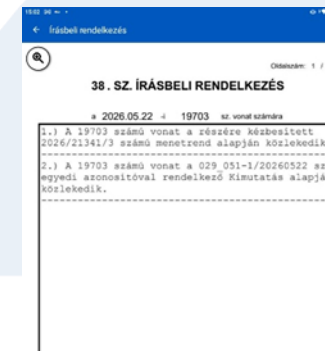 15:02
Írásbeli rendelkezés
Oldalszám: 1 /
38. SZ. ÍRÁSBELI RENDELKEZÉS
a 2026.05.22 -i 19703 sz. vonat számára
1.) A 19703 számú vonat a részére kézbesített
2026/21341/3 számú menetrend alapján közlekedik
2.) A 19703 számú vonat a 029_051-1/20260522 sz
egyedi azonosítóval rendelkező Kimutatás alapjá
közlekedik.